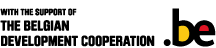 WITH THE SUPPORT OF
THE BELGIAN
DEVELOPMENT COOPERATION .be